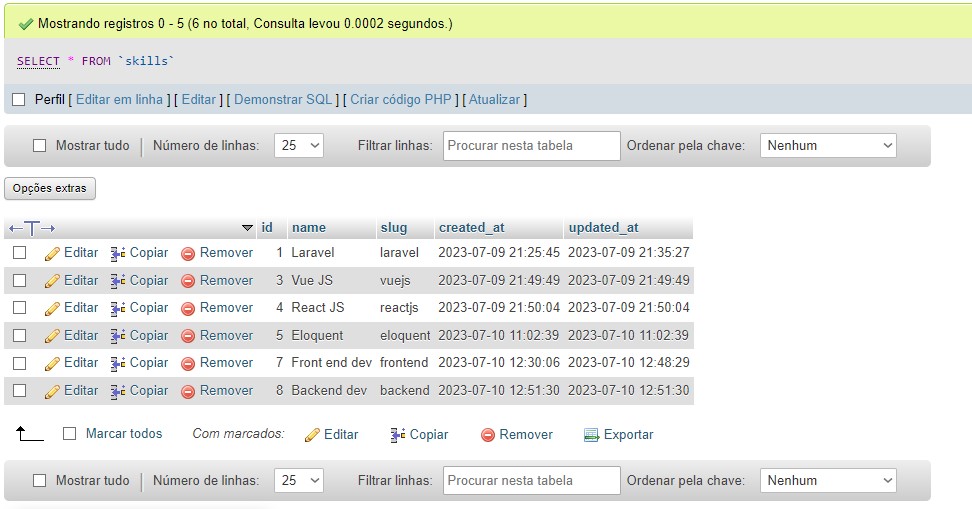 Mostrando registros 0 - 5 (6 no total, Consulta levou 0.0002 segundos.)
SELECT * FROM `skills`
Perfil [ Editar em linha ] [ Editar ] [ Demonstrar SQL ] [ Criar código PHP ] [ Atualizar ]
Mostrar tudo Número de linhas: 25 Filtrar linhas: Procurar nesta tabela Ordenar pela chave: Nenhum
Opções extras
←T→ id name slug created_at updated_at
Editar Copiar Remover 1 Laravel laravel 2023-07-09 21:25:45 2023-07-09 21:35:27
Editar Copiar Remover 3 Vue JS vuejs 2023-07-09 21:49:49 2023-07-09 21:49:49
Editar Copiar Remover 4 React JS reactjs 2023-07-09 21:50:04 2023-07-09 21:50:04
Editar Copiar Remover 5 Eloquent eloquent 2023-07-10 11:02:39 2023-07-10 11:02:39
Editar Copiar Remover 7 Front end dev frontend 2023-07-10 12:30:06 2023-07-10 12:48:29
Editar Copiar Remover 8 Backend dev backend 2023-07-10 12:51:30 2023-07-10 12:51:30
Marcar todos Com marcados: Editar Copiar Remover Exportar
Mostrar tudo Número de linhas: 25 Filtrar linhas: Procurar nesta tabela Ordenar pela chave: Nenhum